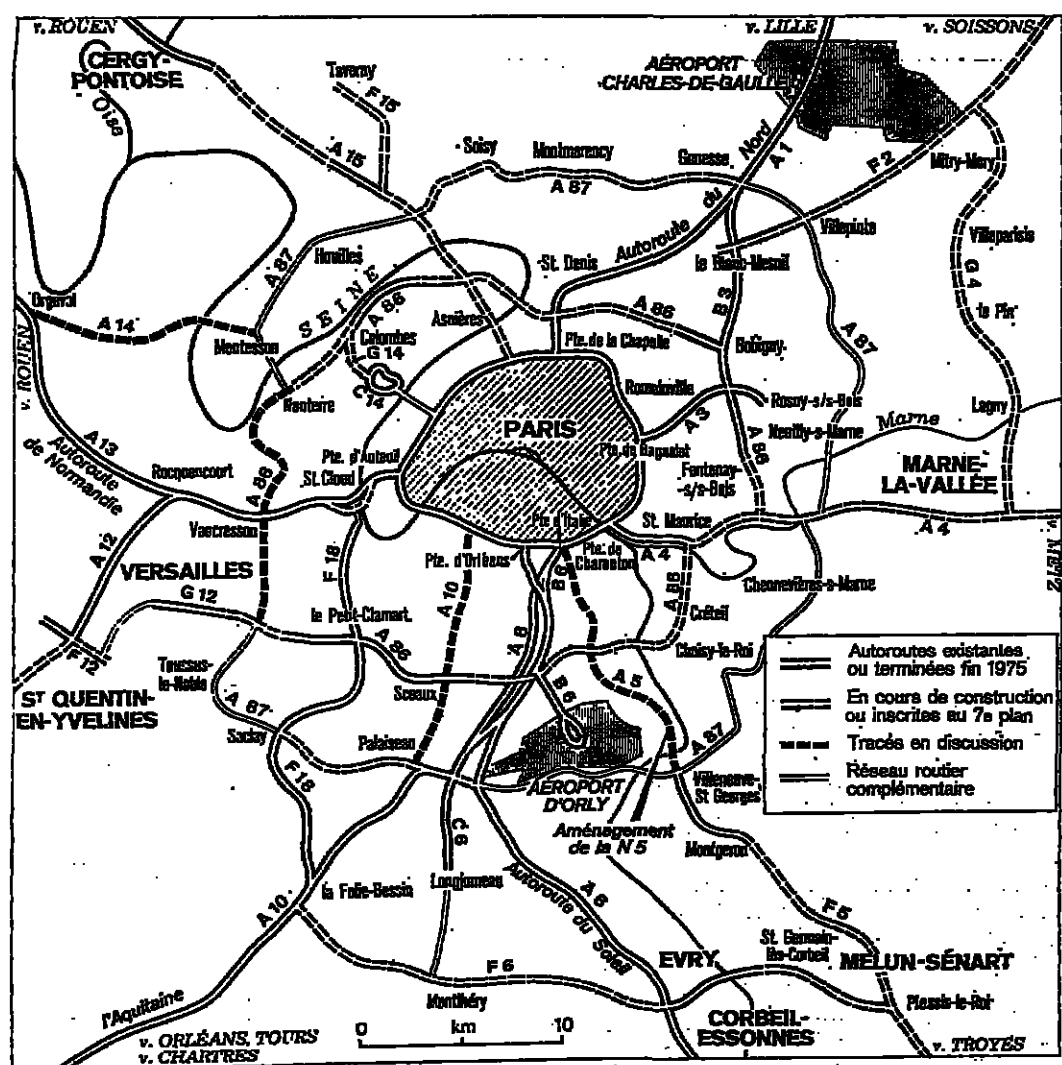 v. ROUEN
v. LILLE
v. SOISSONS
CERGY-
PONTOISE
Oise
Taverny
F 15
AÉROPORT
CHARLES-DE-GAULLE
A 15
Soisy
Montmorency
A 87
Gonesse
Autoroute du Nord
A 1
F 2
Mitry-Mory
Villepinte
Villeparisis
G 4
le Pin
A 87
Houilles
SEINE
St. Denis
le Blanc-Mesnil
B 3
Orgeval
A 14
Montesson
A 86
Colombes
G 14
Asnières
A 86
Pte. de la Chapelle
Bobigny
A 87
Nanterre
C 14
PARIS
Romainville
A 3
Rosny-s/s-Bois
Neuilly-s-Marne
Marne
Lagny
v. ROUEN
A 13
Autoroute
de Normandie
Rocquencourt
Pte. d'Auteuil
St. Cloud
Pte. de Bagnolet
Fontenay-
-s/s-Bois
A 86
MARNE-
LA-VALLÉE
A 86
Vaucresson
Pte d'Italie
St. Maurice
A 4
v. METZ
A 12
VERSAILLES
F 18
Pte. d'Orléans
B 6
Pte. de
Charenton
A 4
A 86
Chennevières-s-Marne
G 12
le Petit-Clamart
A 10
Créteil
F 12
A 86
Choisy-le-Roi
Toussus-
le-Noble
Sceaux
B 6
A 5
ST QUENTIN-
EN-YVELINES
A 87
Saclay
Palaiseau
A 87
F 18
AÉROPORT
D'ORLY
Villeneuve-
St Georges
Aménagement
de la N 5
Montgeron
Autoroutes existantes
ou terminées fin 1975
En cours de construction
ou inscrites au 7e plan
Tracés en discussion
Réseau routier
complémentaire
C 6
la Folie-Bessin
Longjumeau
A 6
Autoroute du Soleil
A 10
F 5
St. Germain
lès-Corbeil
F 6
EVRY
MELUN-SÉNART
Montlhéry
Plessis-le-Roi
l'Aquitaine
0 km 10
CORBEIL-
ESSONNES
v. ORLÉANS, TOURS
v. CHARTRES
v. TROYES